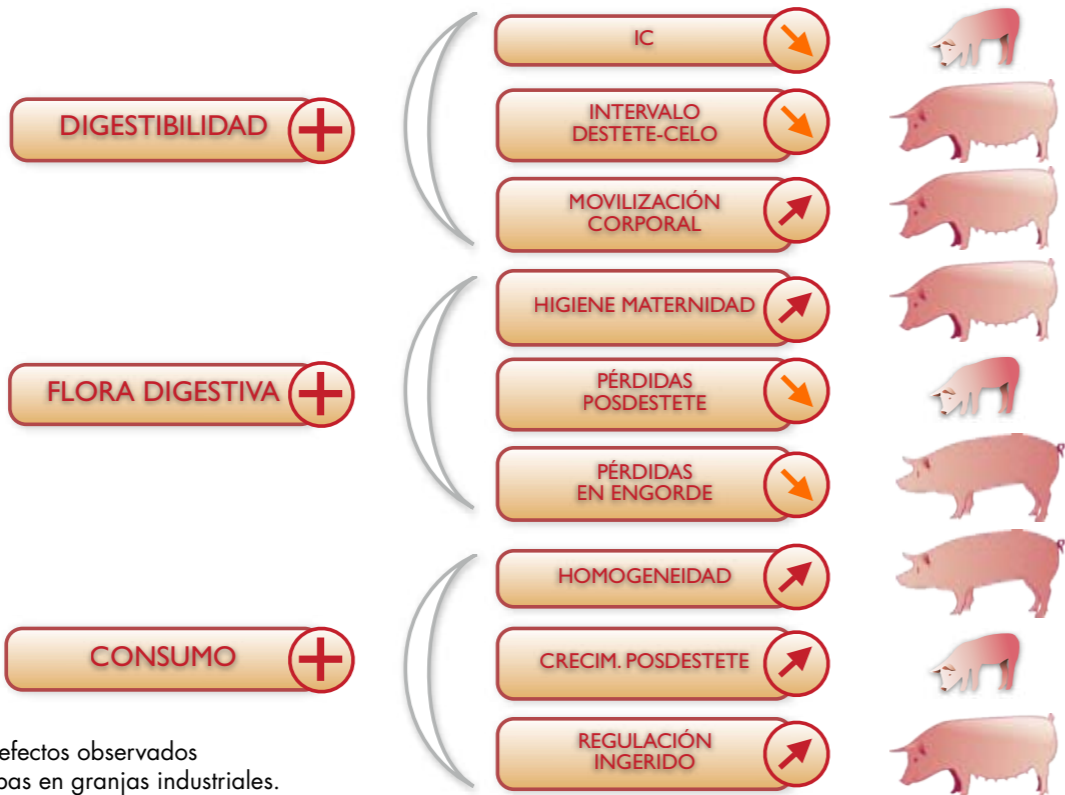 IC
DIGESTIBILIDAD
INTERVALO
DESTETE-CELO
MOVILIZACIÓN
CORPORAL
HIGIENE MATERNIDAD
FLORA DIGESTIVA
PÉRDIDAS
POSDESTETE
PÉRDIDAS
EN ENGORDE
HOMOGENEIDAD
CONSUMO
CRECIM. POSDESTETE
REGULACIÓN
INGERIDO
efectos observados
en granjas industriales.